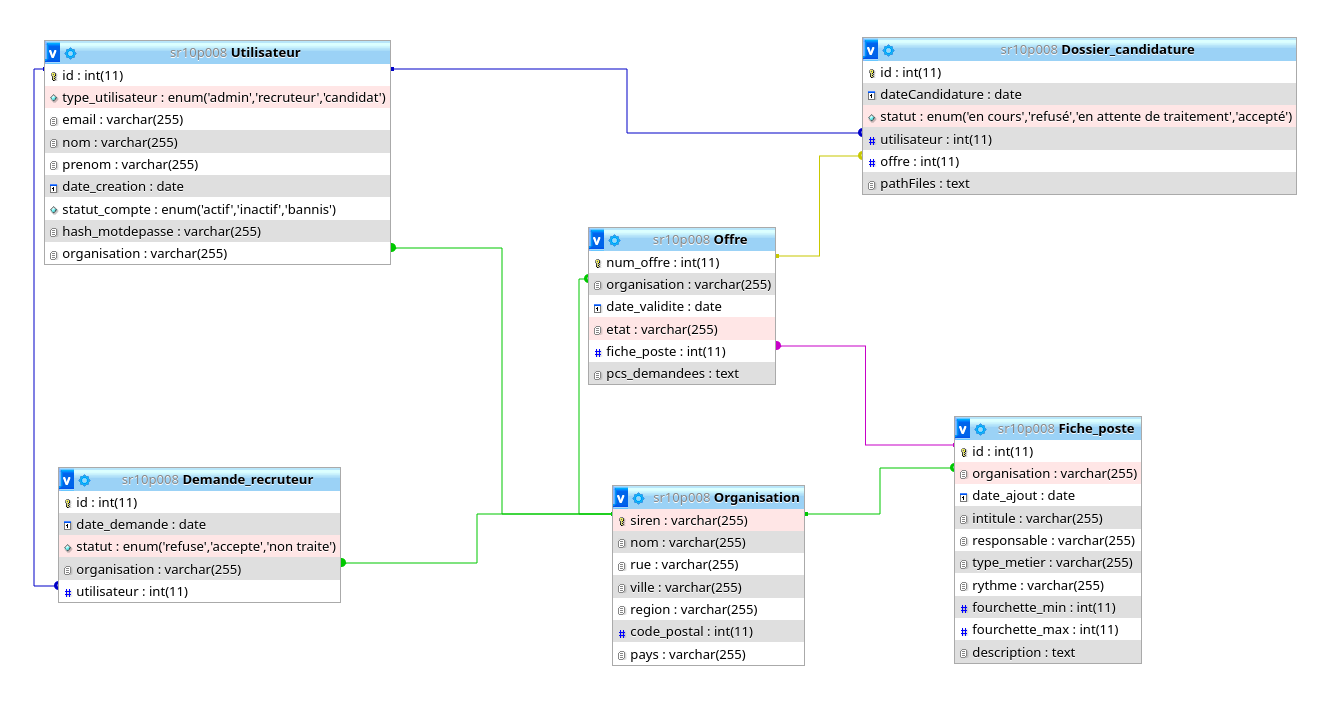 sr10p008 Utilisateur
id : int(11)
type_utilisateur : enum('admin','recruteur','candidat')
email : varchar(255)
nom : varchar(255)
prenom : varchar(255)
date_creation : date
statut_compte : enum('actif','inactif','bannis')
hash_motdepasse : varchar(255)
organisation : varchar(255)
sr10p008 Dossier_candidature
id : int(11)
dateCandidature : date
statut : enum('en cours','refusé','en attente de traitement','accepté')
utilisateur : int(11)
offre : int(11)
pathFiles : text
sr10p008 Offre
num_offre : int(11)
organisation : varchar(255)
date_validite : date
etat : varchar(255)
fiche_poste : int(11)
pcs_demandees : text
sr10p008 Demande_recruteur
id : int(11)
date_demande : date
statut : enum('refuse','accepte','non traite')
organisation : varchar(255)
utilisateur : int(11)
sr10p008 Organisation
siren : varchar(255)
nom : varchar(255)
rue : varchar(255)
ville : varchar(255)
region : varchar(255)
code_postal : int(11)
pays : varchar(255)
sr10p008 Fiche_poste
id : int(11)
organisation : varchar(255)
date_ajout : date
intitule : varchar(255)
responsable : varchar(255)
type_metier : varchar(255)
rythme : varchar(255)
fourchette_min : int(11)
fourchette_max : int(11)
description : text